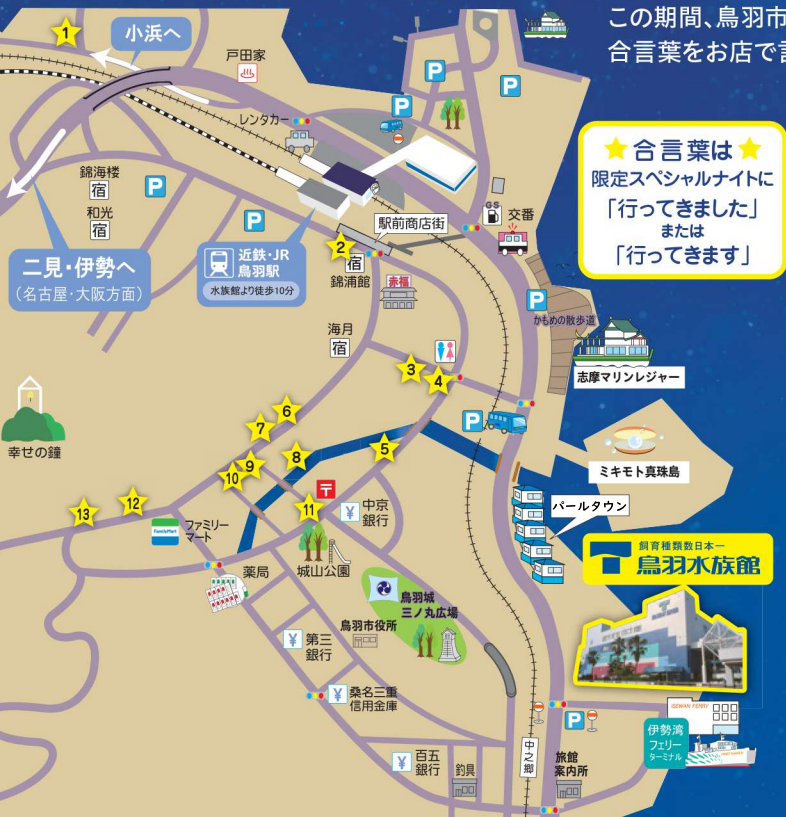 この期間、鳥羽市
合言葉をお店で言
1
小浜へ
戸田家
P
P
P
レンタカー
★ 合言葉は ★
限定スペシャルナイトに
「行ってきました」
または
「行ってきます」
錦海楼
宿
和光
宿
P
P
GS
交番
駅前商店街
二見・伊勢へ
(名古屋・大阪方面)
近鉄・JR
鳥羽駅
水族館より徒歩10分
2
宿
錦浦館
赤福
P
かもめの散歩道
海月
宿
志摩マリンレジャー
3
4
幸せの鐘
6
7
P
ミキモト真珠島
5
8
9
10
パールタウン
11
〒
¥
中京
銀行
12
13
FamilyMart
ファミリー
マート
飼育種類数日本一
鳥羽水族館
薬局
城山公園
鳥羽城
三ノ丸広場
鳥羽市役所
¥
第三
銀行
¥
桑名三重
信用金庫
P
ISEWAN FERRY
伊勢湾
フェリー
ターミナル
中之郷
¥
百五
銀行
釣具
旅館
案内所